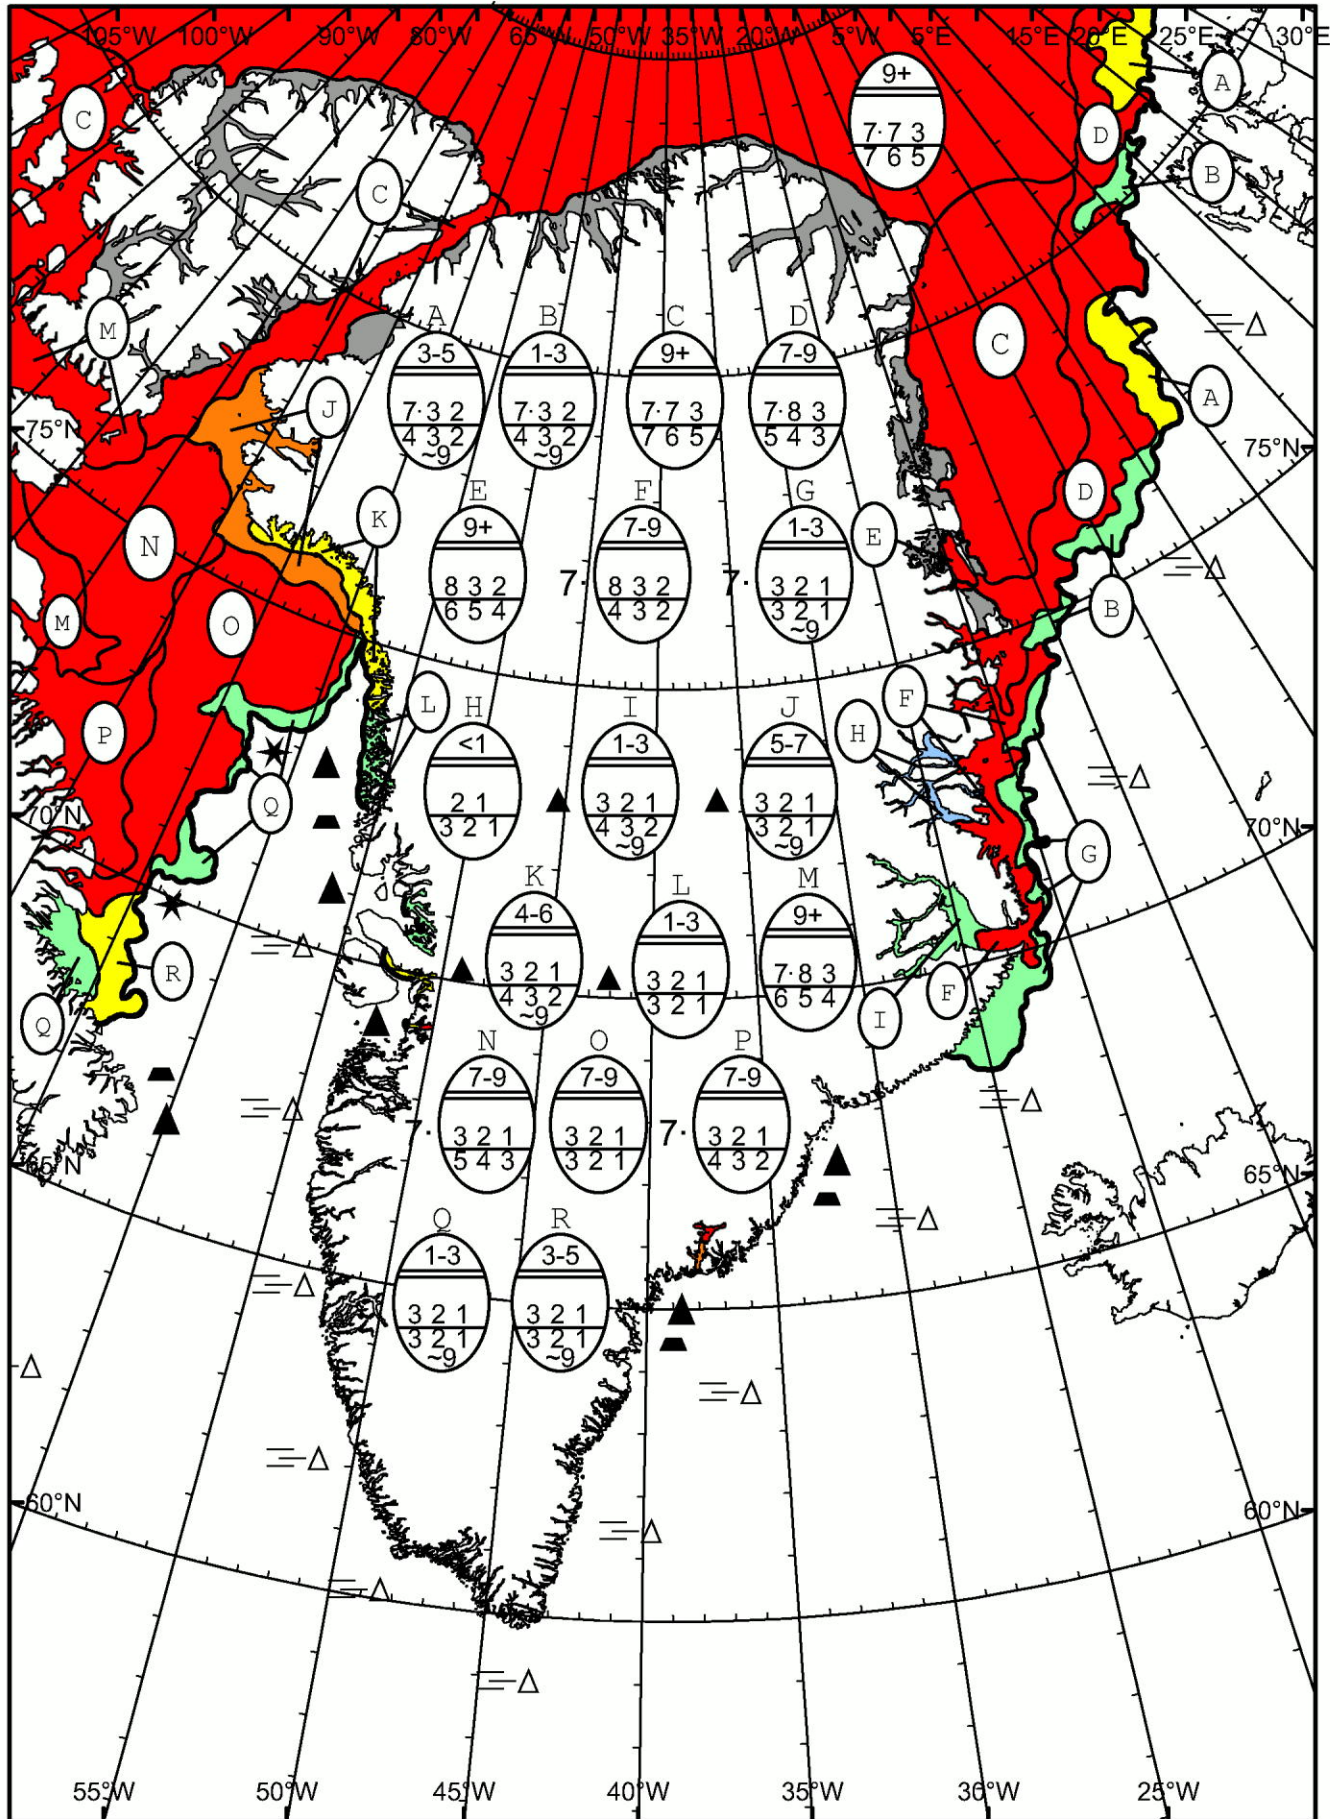 105°W 100°W 90°W 80°W 65°W 50°W 35°W 20°W 5°W 5°E 15°E 20°E 25°E 30°E
9+
7·7 3
7 6 5
A
C
D
B
C
M
A B C D
3-5 1-3 9+ 7-9
7·3 2 7·3 2 7·7 3 7·8 3
4 3 2 4 3 2 7 6 5 5 4 3
~9 ~9
C
A
J
75°N 75°N
K
D
E F G
9+ 7-9 1-3
N
E
8 3 2 7· 8 3 2 7· 3 2 1
6 5 4 4 3 2 3 2 1
~9
M
O
B
L
F
H I J
P
H
<1 1-3 5-7
2 1 3 2 1 3 2 1
3 2 1 4 3 2 3 2 1
~9 ~9
Q
70°N 70°N
G
K L M
4-6 1-3 9+
3 2 1 3 2 1 7·8 3
4 3 2 3 2 1 6 5 4
~9
R
F
Q
I
N O P
7-9 7-9 7-9
7· 3 2 1 3 2 1 7· 3 2 1
5 4 3 3 2 1 4 3 2
65°N 65°N
Q R
1-3 3-5
3 2 1 3 2 1
3 2 1 3 2 1
~9 ~9
60°N 60°N
55°W 50°W 45°W 40°W 35°W 30°W 25°W